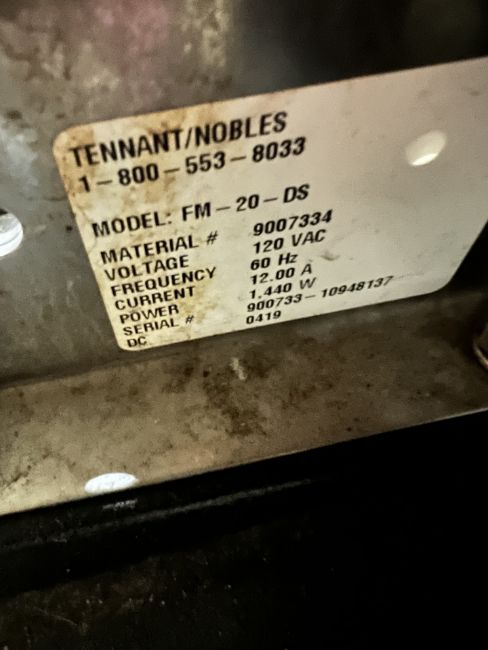 TENNANT/NOBLES
1-800-553-8033
MODEL: FM-20-DS
MATERIAL # 9007334
VOLTAGE 120 VAC
FREQUENCY 60 Hz
CURRENT 12.00 A
POWER 1,440 W
SERIAL # 900733-10948137
DC 0419